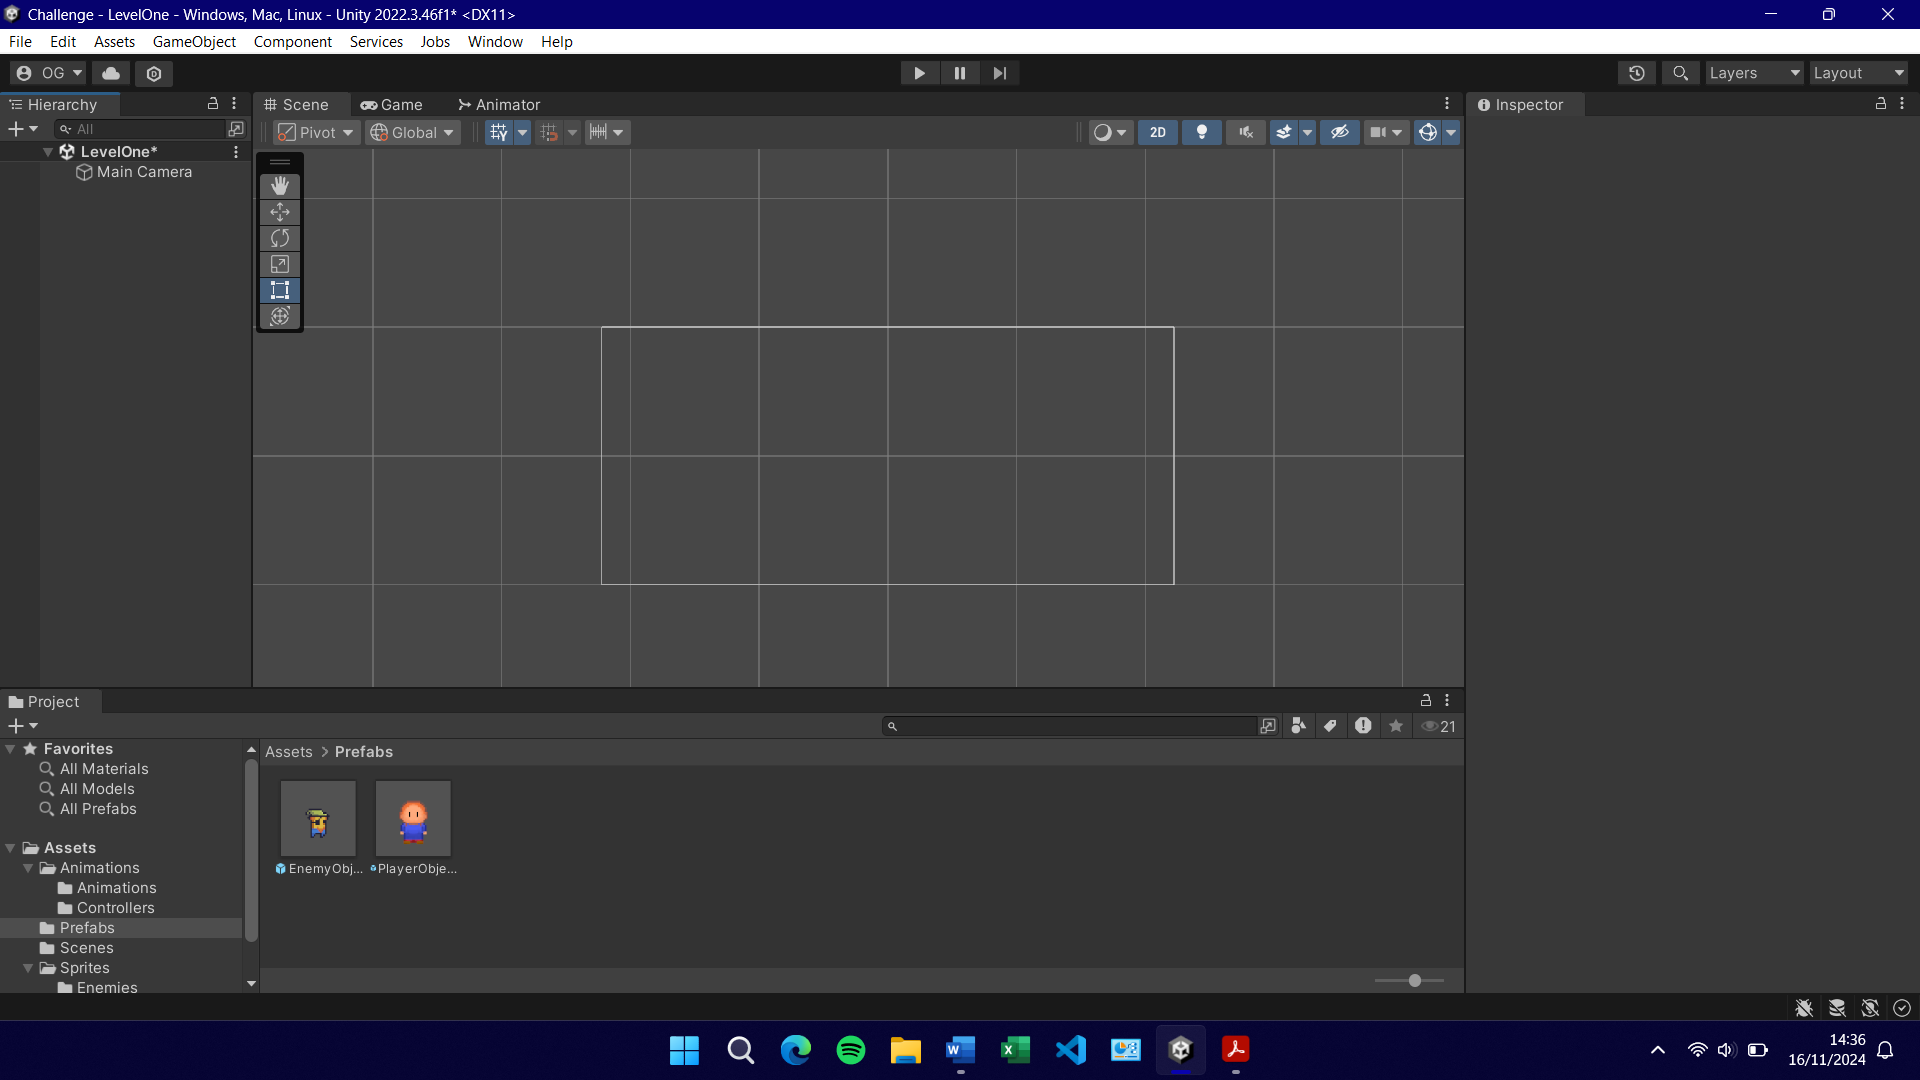 Challenge - LevelOne - Windows, Mac, Linux - Unity 2022.3.46f1* <DX11>
File Edit Assets GameObject Component Services Jobs Window Help
OG Layers Layout
Hierarchy
All
LevelOne*
Main Camera
Scene Game Animator
Pivot Global 2D
Inspector
Project
21
Favorites
All Materials
All Models
All Prefabs
Assets
Animations
Animations
Controllers
Prefabs
Scenes
Sprites
Enemies
Assets > Prefabs
EnemyObj... PlayerObje...
14:36
16/11/2024